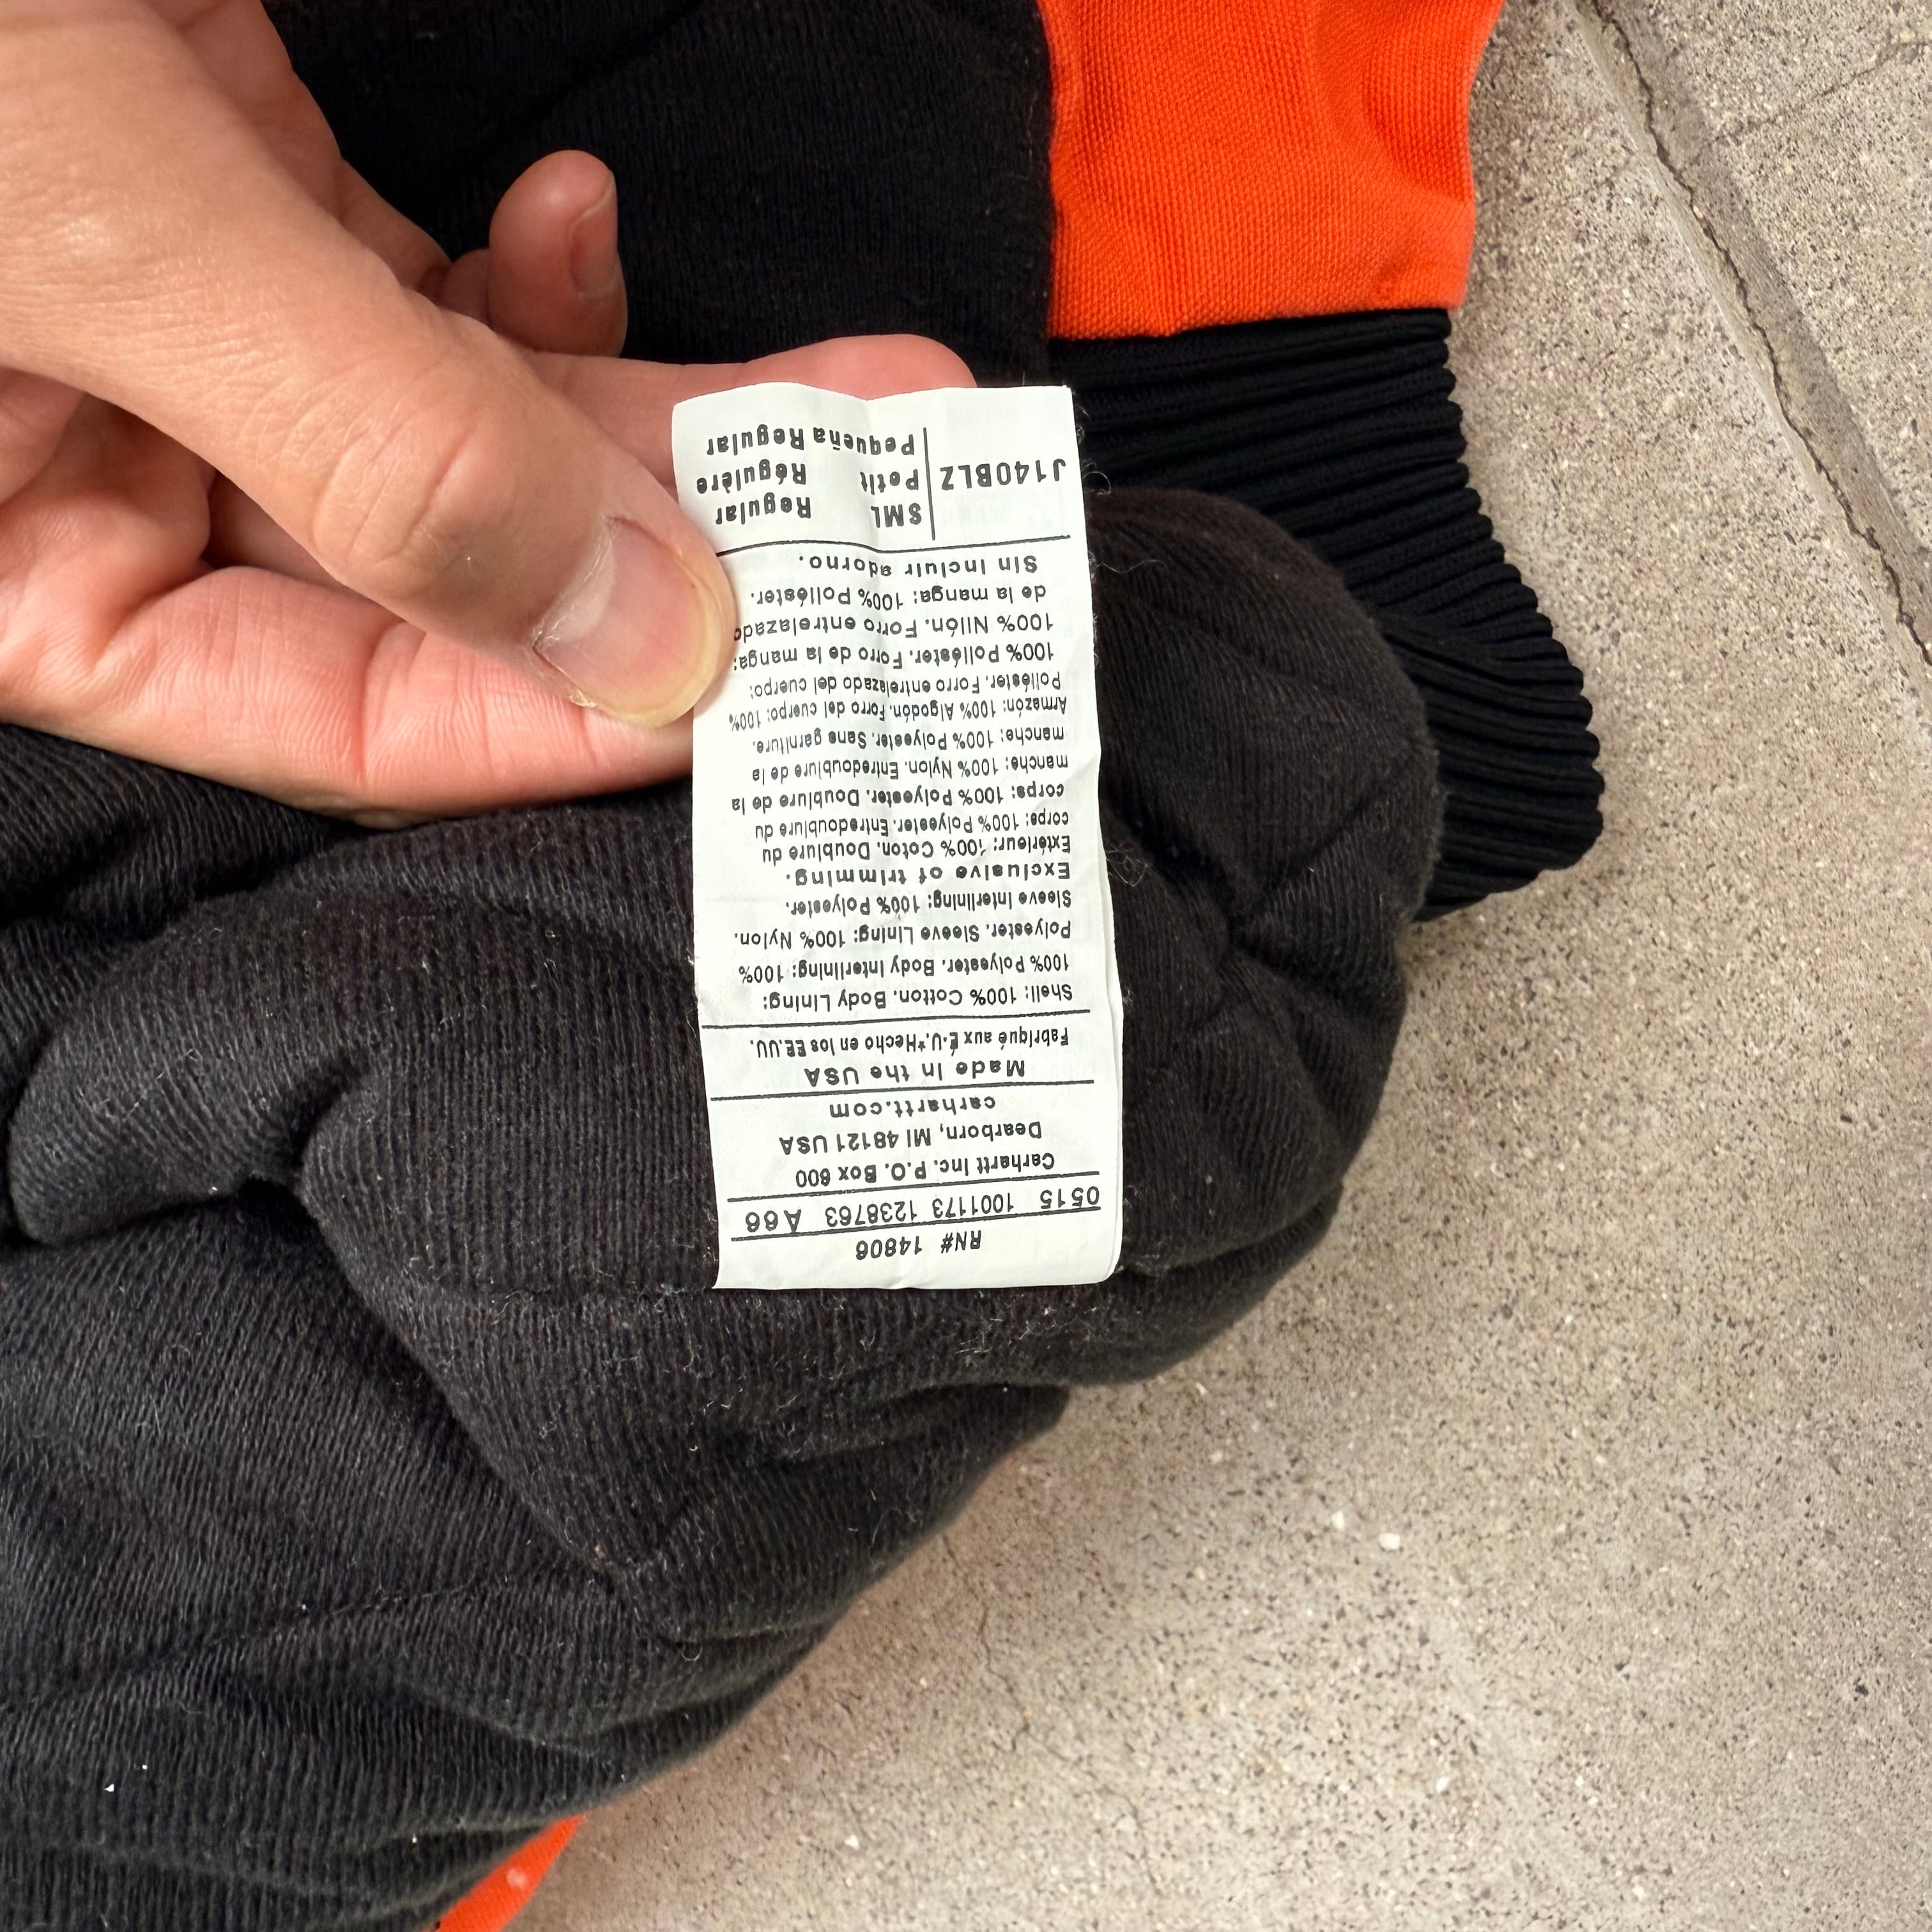 RN# 14806
0515 1001173 1238763 A66
Carhartt Inc. P.O. Box 600
Dearborn, MI 48121 USA
carhartt.com
Made in the USA
Fabriqué aux É.U.*Hecho en los EE.UU.
Shell: 100% Cotton. Body Lining:
100% Polyester. Body Interlining: 100%
Polyester. Sleeve Lining: 100% Nylon.
Sleeve Interlining: 100% Polyester.
Exclusive of trimming.
Extérieur: 100% Coton. Doublure du
corps: 100% Polyester. Entredoublure du
corps: 100% Polyester. Doublure de la
manche: 100% Nylon. Entredoublure de la
manche: 100% Polyester. Sans garniture.
Armazón: 100% Algodón. Forro del cuerpo: 100%
Poliéster. Forro entrelazado del cuerpo:
100% Poliéster. Forro de la manga:
100% Nilón. Forro entrelazado
de la manga: 100% Poliéster.
Sin incluir adorno.
J140BLZ
SML Regular
Petit Régulère
Pequeña Regular